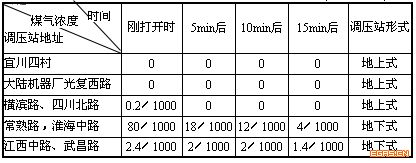 煤气浓度 时间
调压站地址
刚打开时 5min后 10min后 15min后 调压站形式
宜川四村 0 0 0 0 地上式
大陆机器厂光复西路 0 0 0 0 地上式
横滨路、四川北路 0.2/1000 0 0 0 地上式
常熟路,淮海中路 80/1000 18/1000 12/1000 4/1000 地下式
江西中路、武昌路 2.4/1000 2/1000 2/1000 1.4/1000 地下式